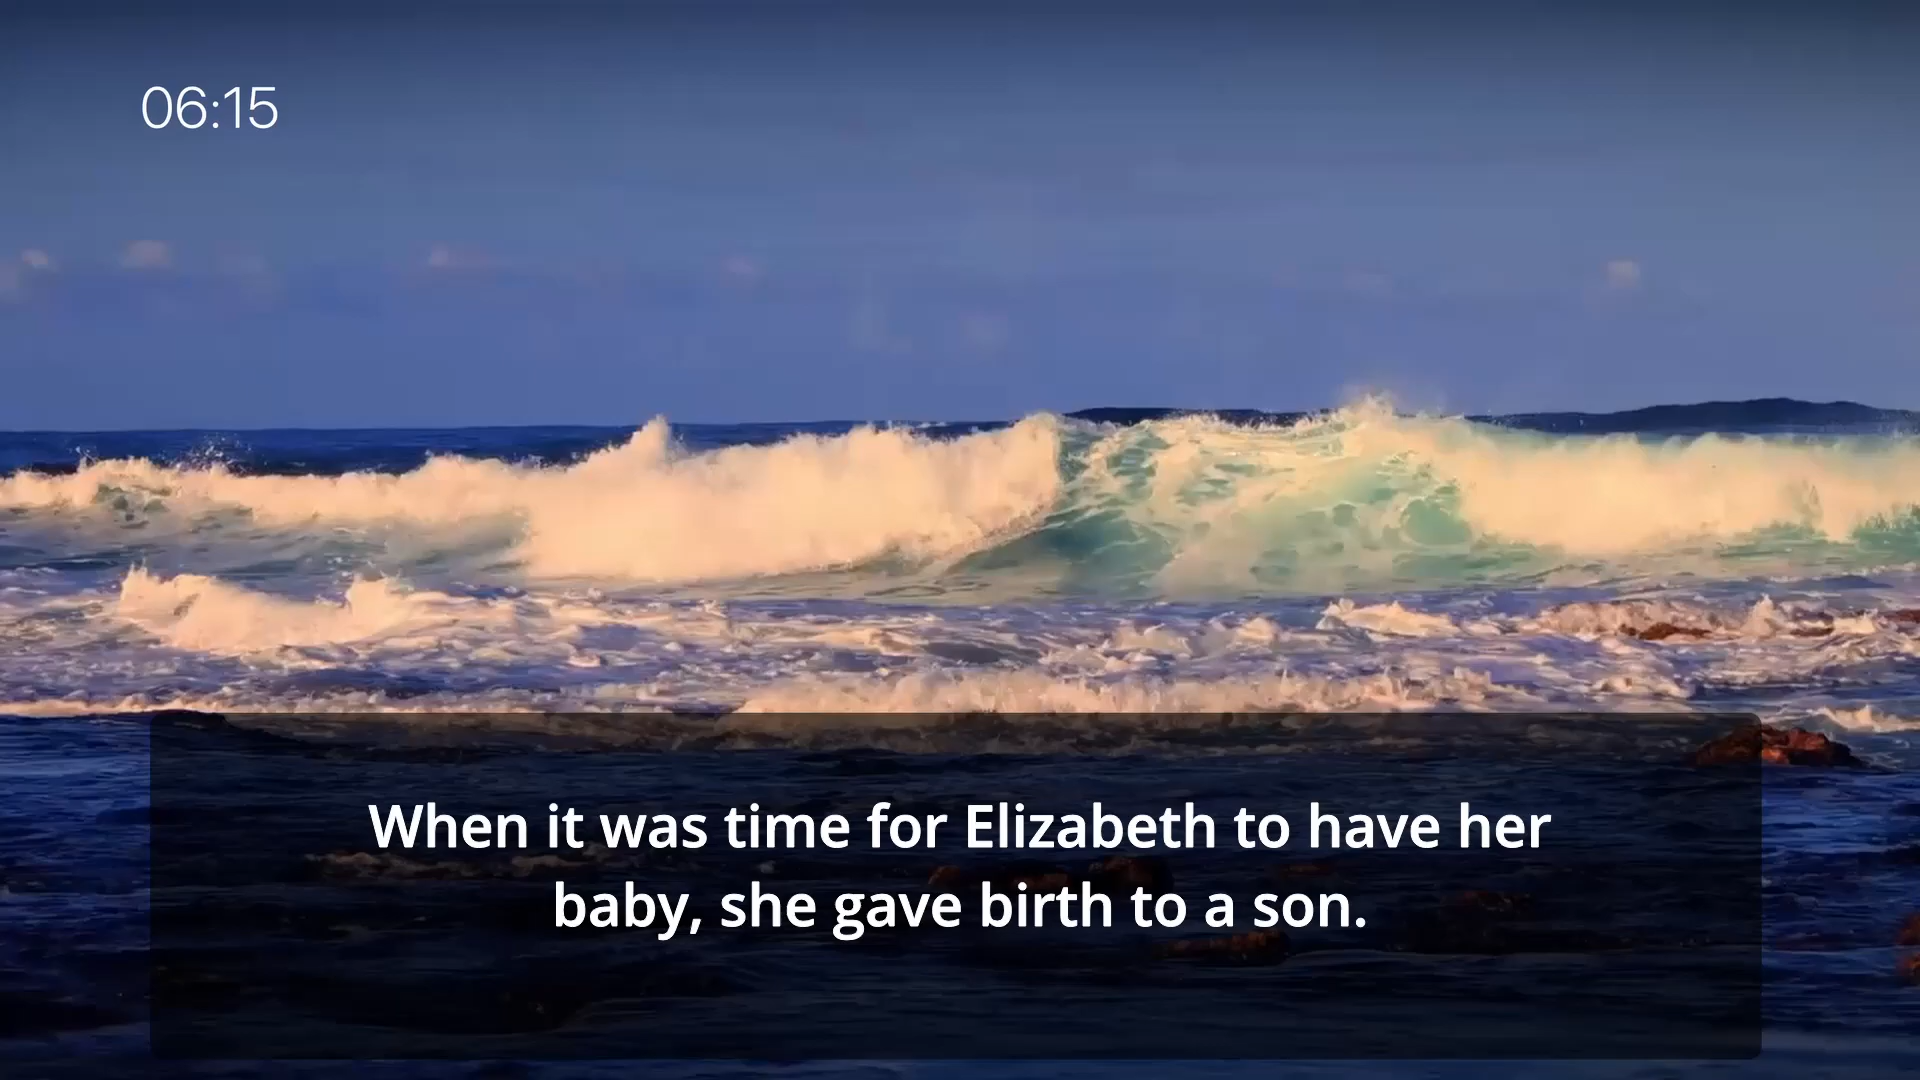 06:15
When it was time for Elizabeth to have her
baby, she gave birth to a son.